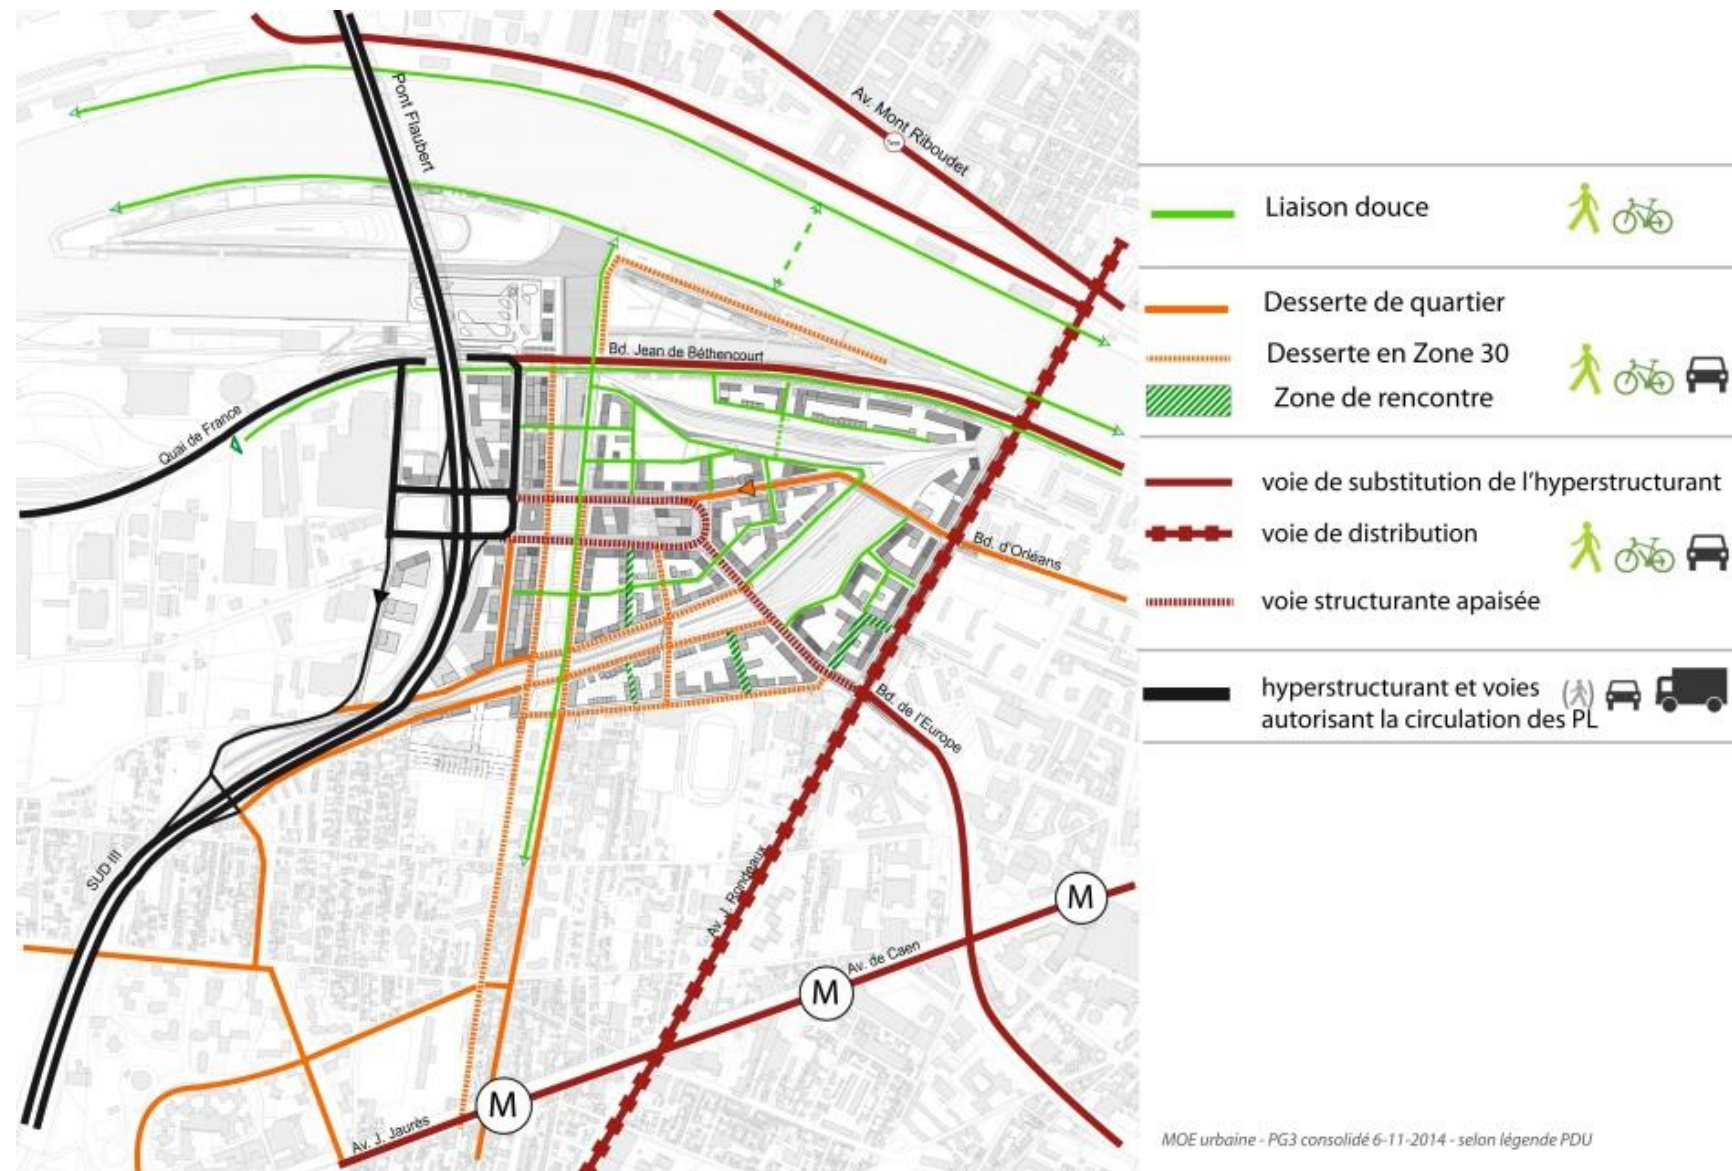 Pont Flaubert
Av. Mont Riboudet
Bd. Jean de Béthencourt
Quai de France
Bd. d'Orléans
Bd. de l'Europe
SUD III
Av. J. Rondeaux
Av. de Caen
Av. J. Jaurès
M
M
M
Liaison douce
Desserte de quartier
Desserte en Zone 30
Zone de rencontre
voie de substitution de l'hyperstructurant
voie de distribution
voie structurante apaisée
hyperstructurant et voies
autorisant la circulation des PL
MOE urbaine - PG3 consolidé 6-11-2014 - selon légende PDU